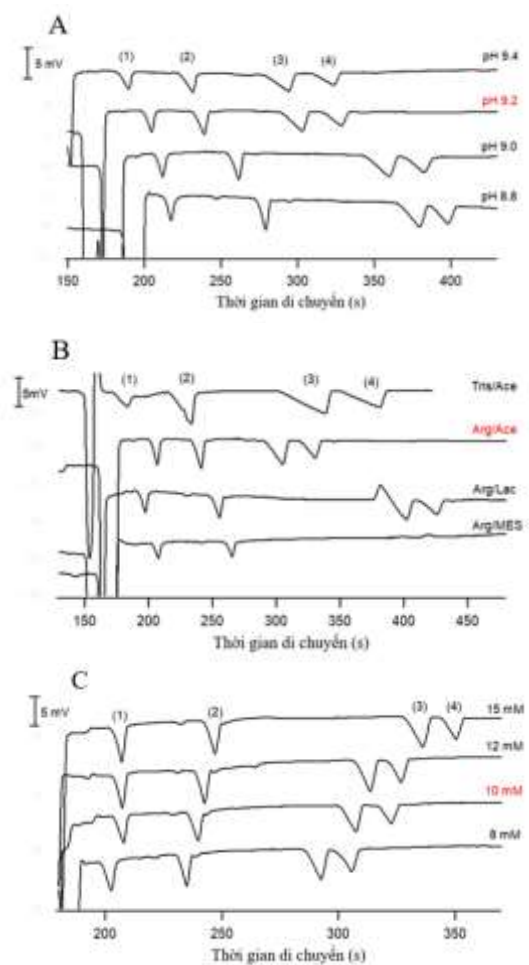 A
5 mV
(1) (2) (3) (4)
pH 9.4
pH 9.2
pH 9.0
pH 8.8
150 200 250 300 350 400
Thời gian di chuyển (s)
B
5mV
(1) (2) (3) (4)
Tris/Ace
Arg/Ace
Arg/Lac
Arg/MES
150 200 250 300 350 400 450
Thời gian di chuyển (s)
C
5 mV
(1) (2) (3) (4)
15 mM
12 mM
10 mM
8 mM
200 250 300 350
Thời gian di chuyển (s)